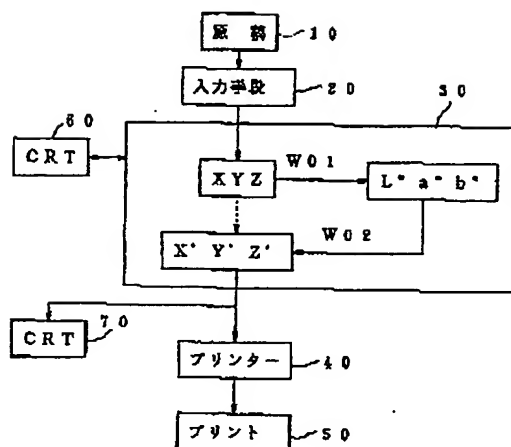 原稿
10
入力手段
20
30
60
CRT
XYZ
W01
L* a* b*
X' Y' Z'
W02
CRT
70
プリンター
40
プリント
50